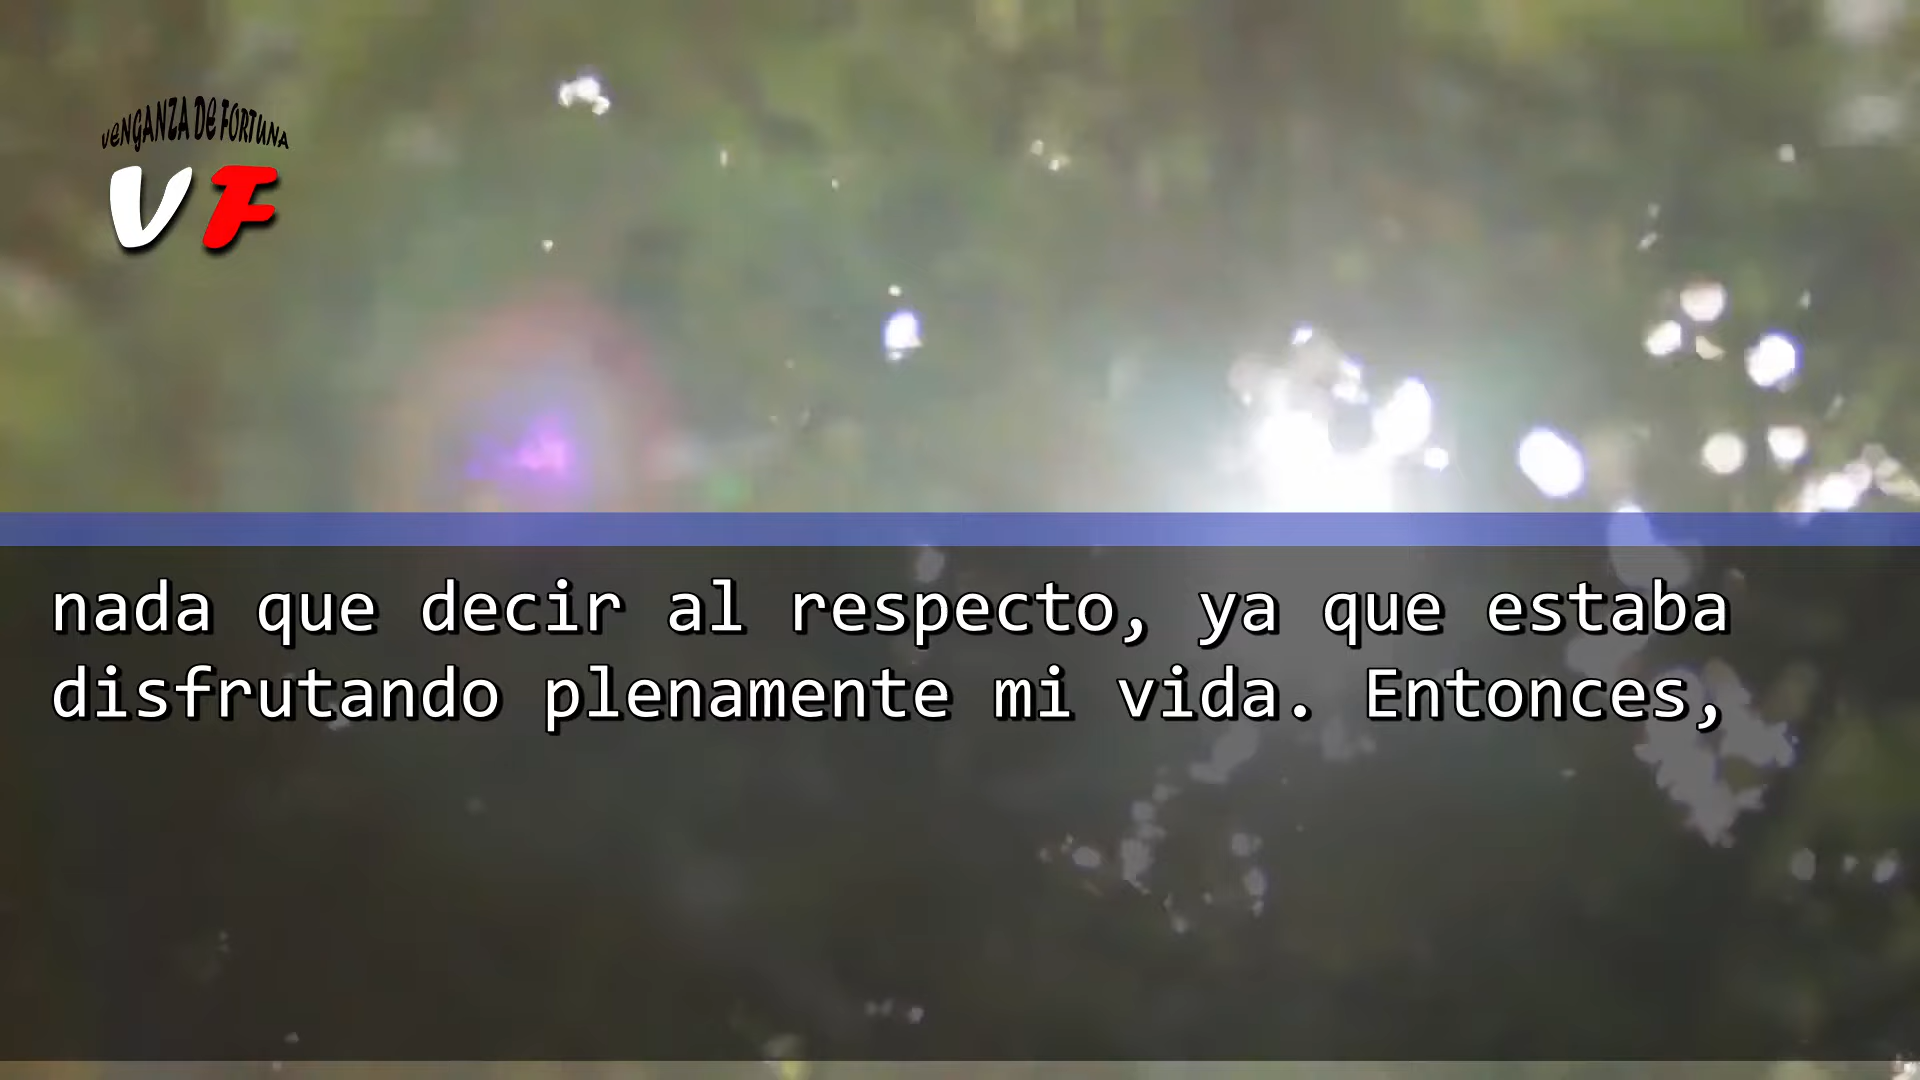 VENGANZA DE FORTUNA
VF
nada que decir al respecto, ya que estaba
disfrutando plenamente mi vida. Entonces,